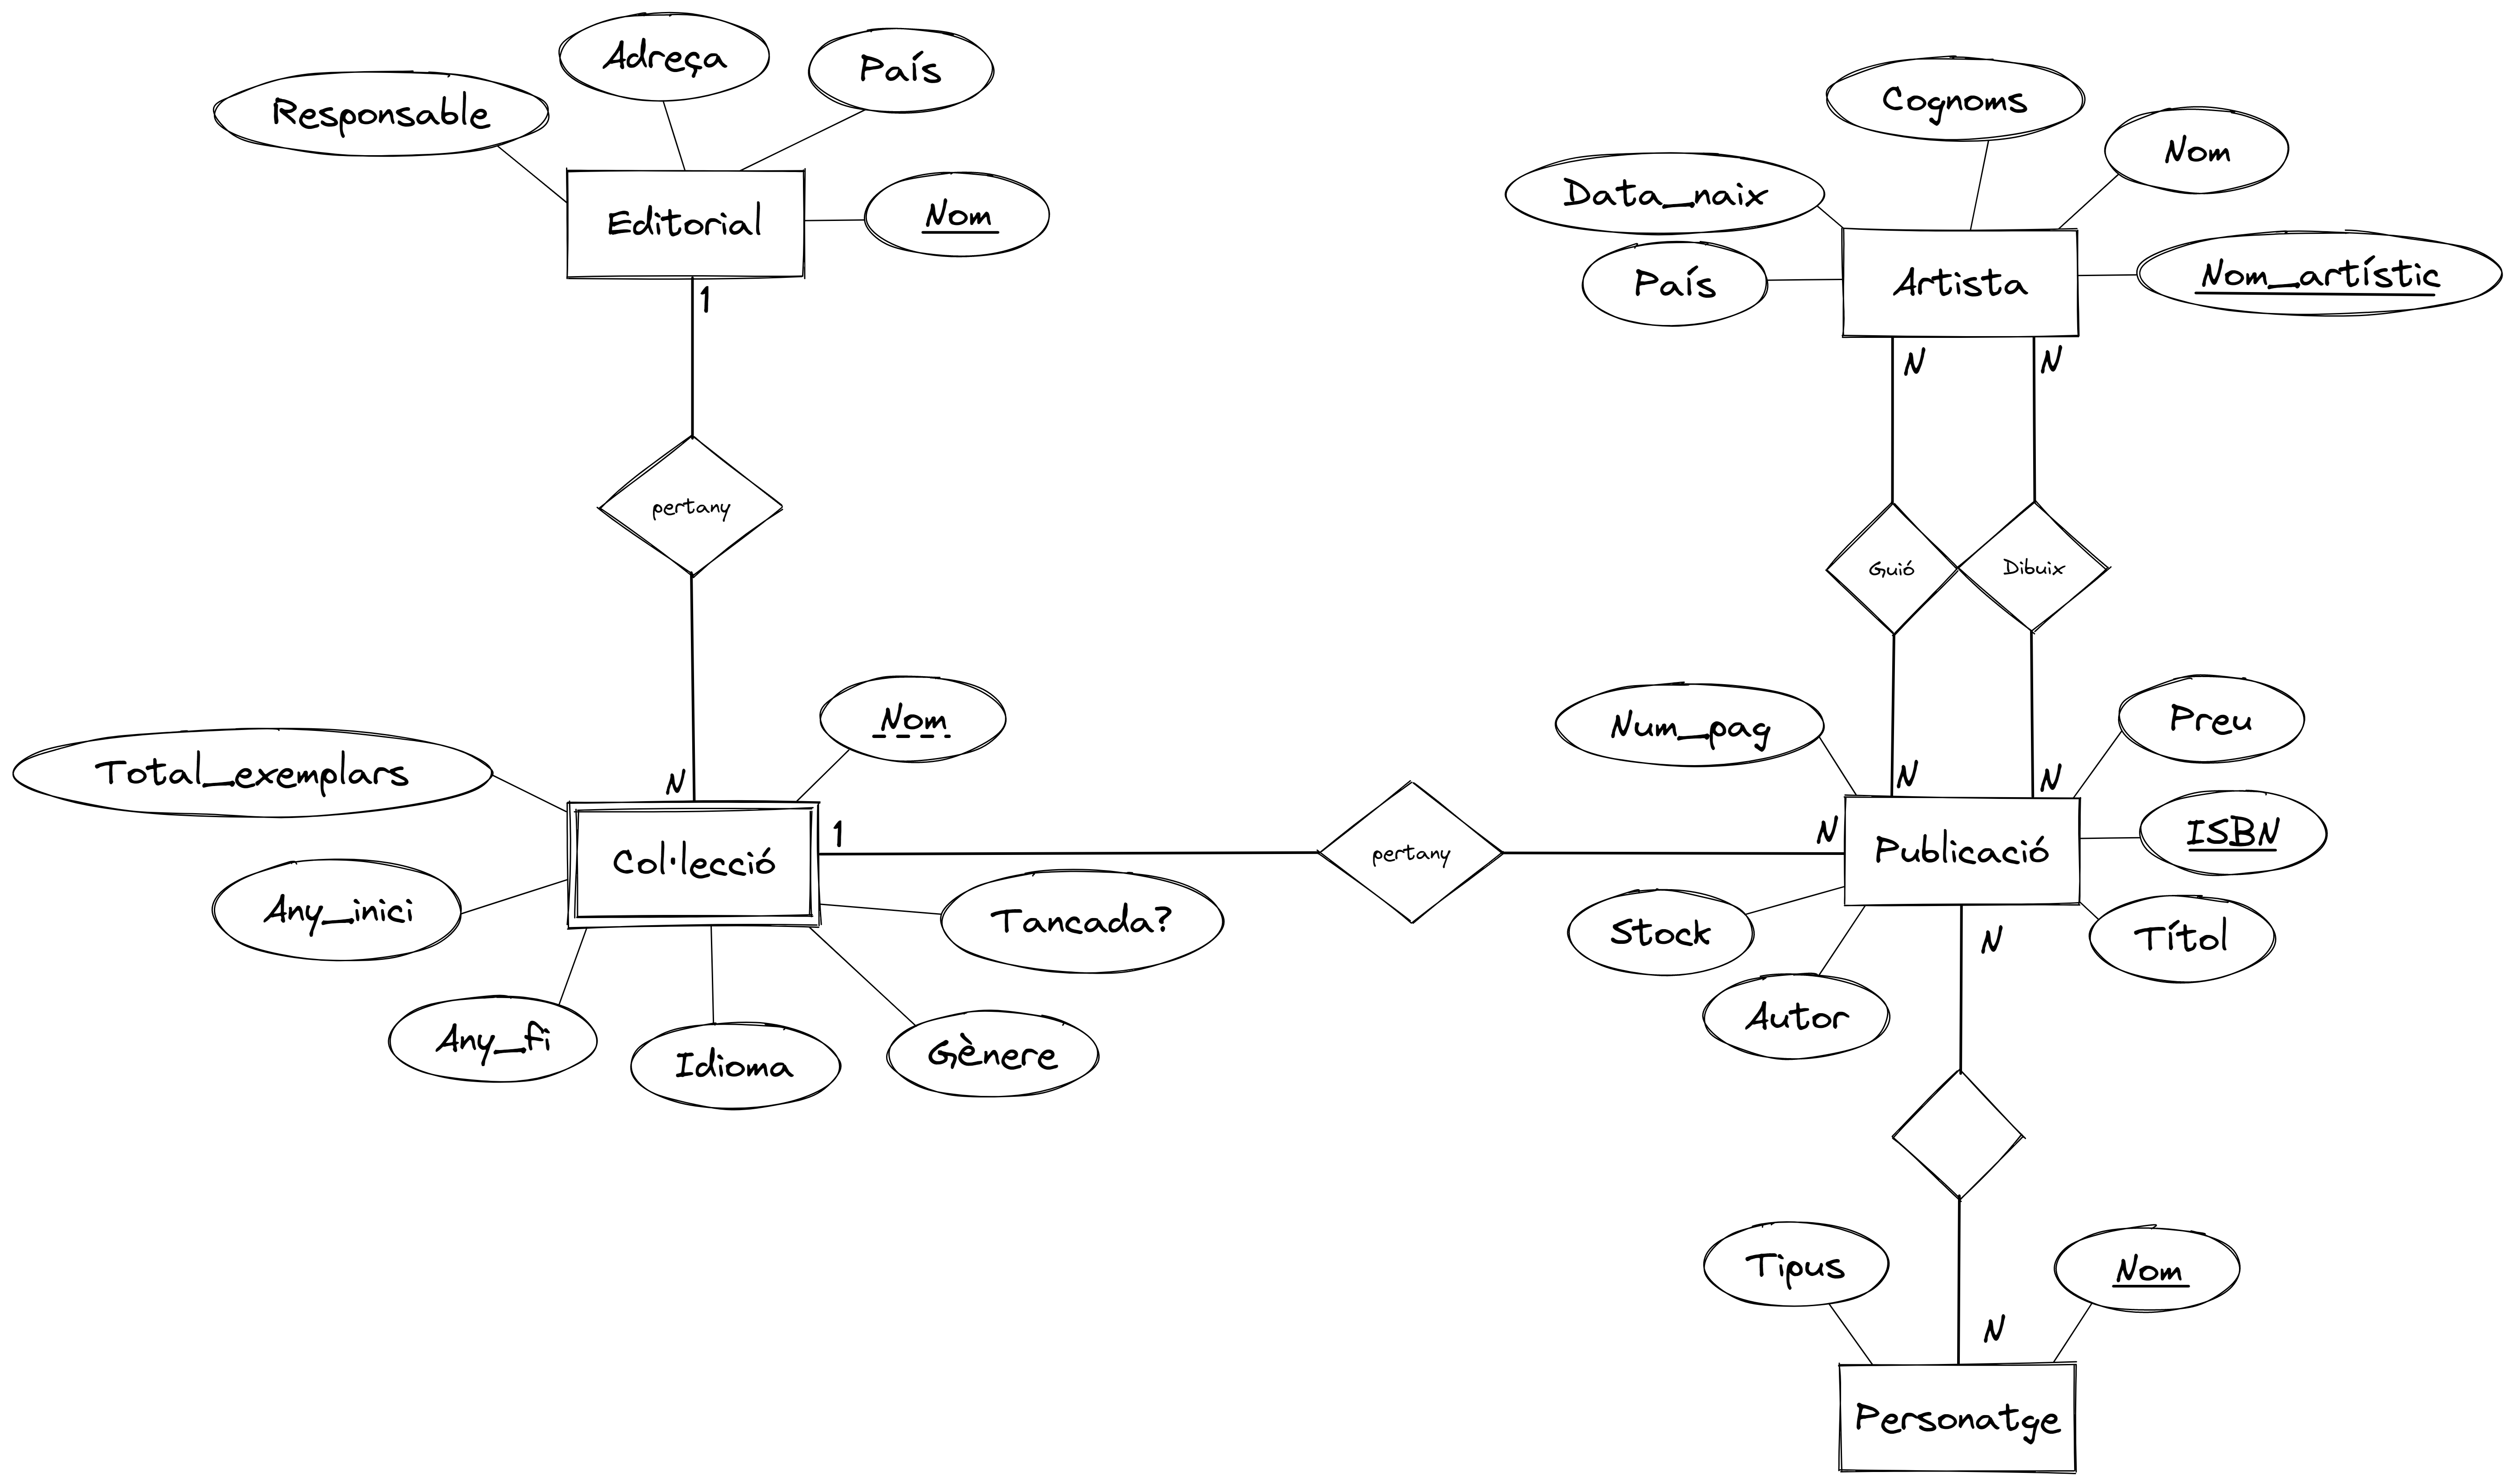 Adreça
País
Responsable
Nom
Editorial
1
pertany
N
Cognoms
Nom
Data_naix
Nom_artístic
País
Artista
N
N
Guió
Dibuix
N
N
Nom
Total_exemplars
Col·lecció
1
Any_inici
Tancada?
Any_fi
Idioma
Gènere
pertany
N
Num_pag
Preu
ISBN
Publicació
Stock
Títol
Autor
N
Tipus
Nom
N
Personatge